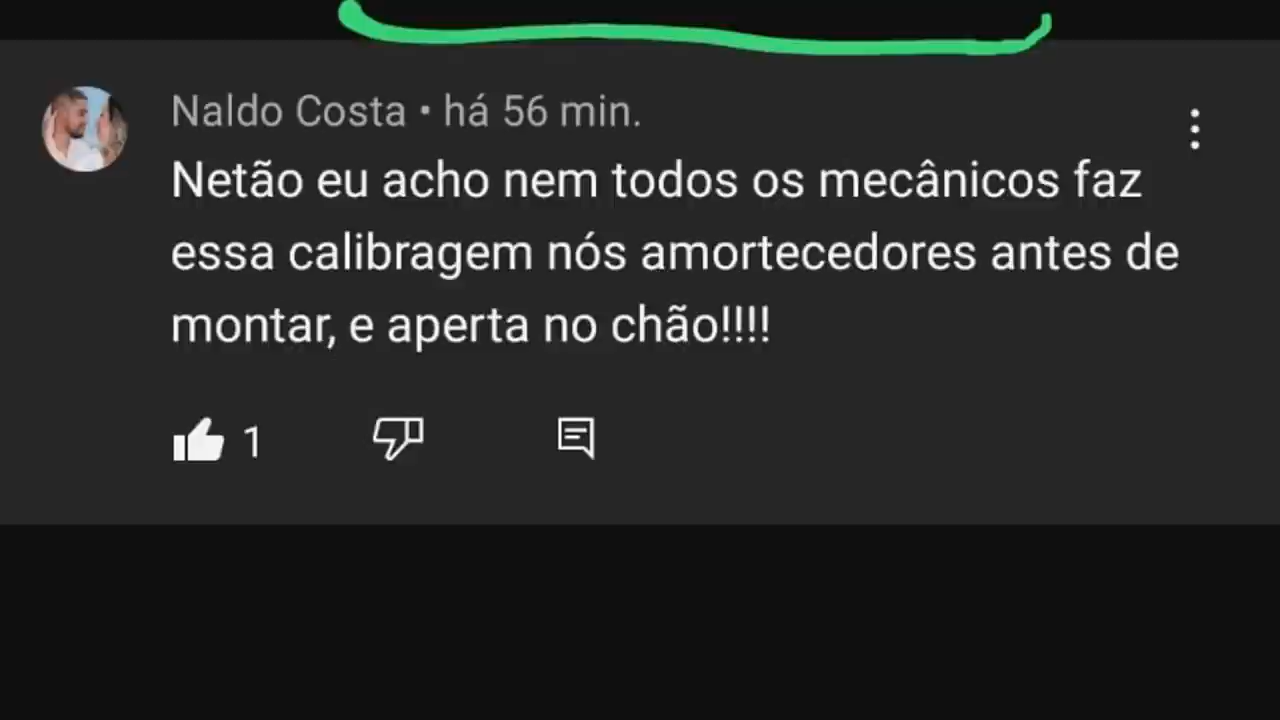 Naldo Costa • há 56 min.
Netão eu acho nem todos os mecânicos faz
essa calibragem nós amortecedores antes de
montar, e aperta no chão!!!!
1